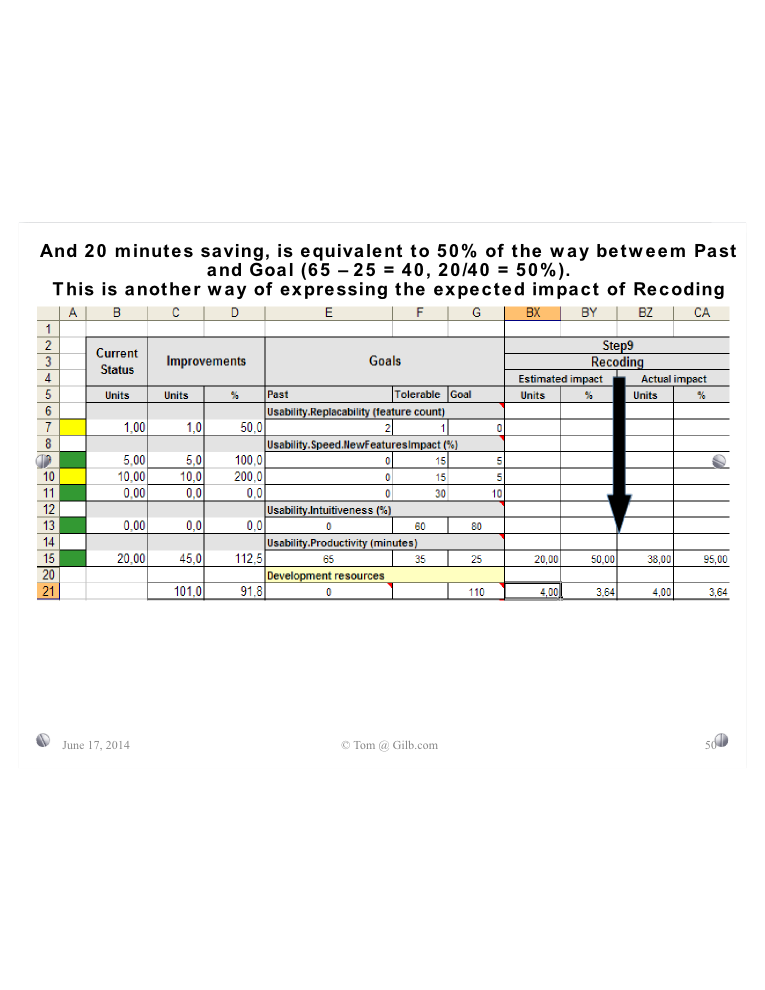 And 20 minutes saving, is equivalent to 50% of the way betweem Past
and Goal (65 – 25 = 40, 20/40 = 50%).
This is another way of expressing the expected impact of Recoding
A B C D E F G BX BY BZ CA
1
2 Step9
3 Current Status Improvements Goals Recoding
4 Estimated impact Actual impact
5 Units Units % Past Tolerable Goal Units % Units %
6 Usability.Replacability (feature count)
7 1,00 1,0 50,0 2 1 0
8 Usability.Speed.NewFeaturesImpact (%)
5,00 5,0 100,0 0 15 5
10 10,00 10,0 200,0 0 15 5
11 0,00 0,0 0,0 0 30 10
12 Usability.Intuitiveness (%)
13 0,00 0,0 0,0 0 60 80
14 Usability.Productivity (minutes)
15 20,00 45,0 112,5 65 35 25 20,00 50,00 38,00 95,00
20 Development resources
21 101,0 91,8 0 110 4,00 3,64 4,00 3,64
June 17, 2014 © Tom @ Gilb.com 50